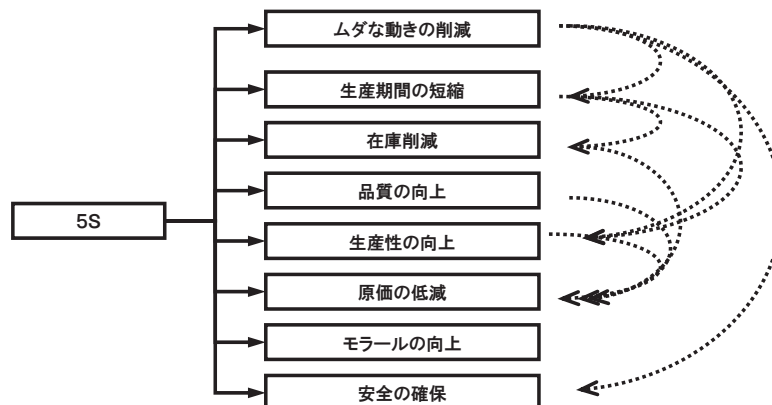 ムダな動きの削減
生産期間の短縮
在庫削減
品質の向上
5S
生産性の向上
原価の低減
モラールの向上
安全の確保